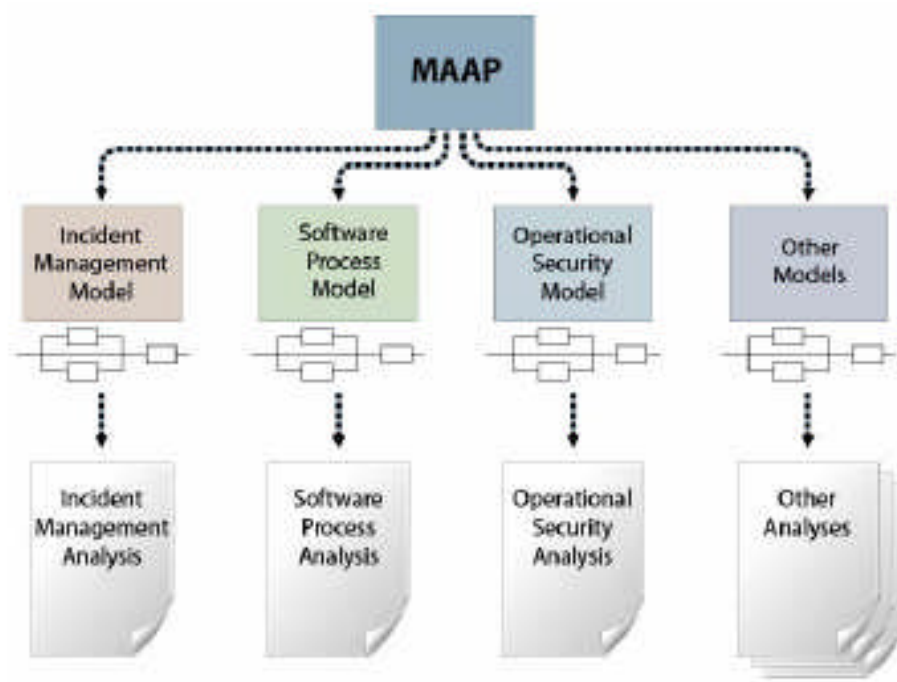 MAAP
Incident
Management
Model
Software
Process
Model
Operational
Security
Model
Other
Models
Incident
Management
Analysis
Software
Process
Analysis
Operational
Security
Analysis
Other
Analyses